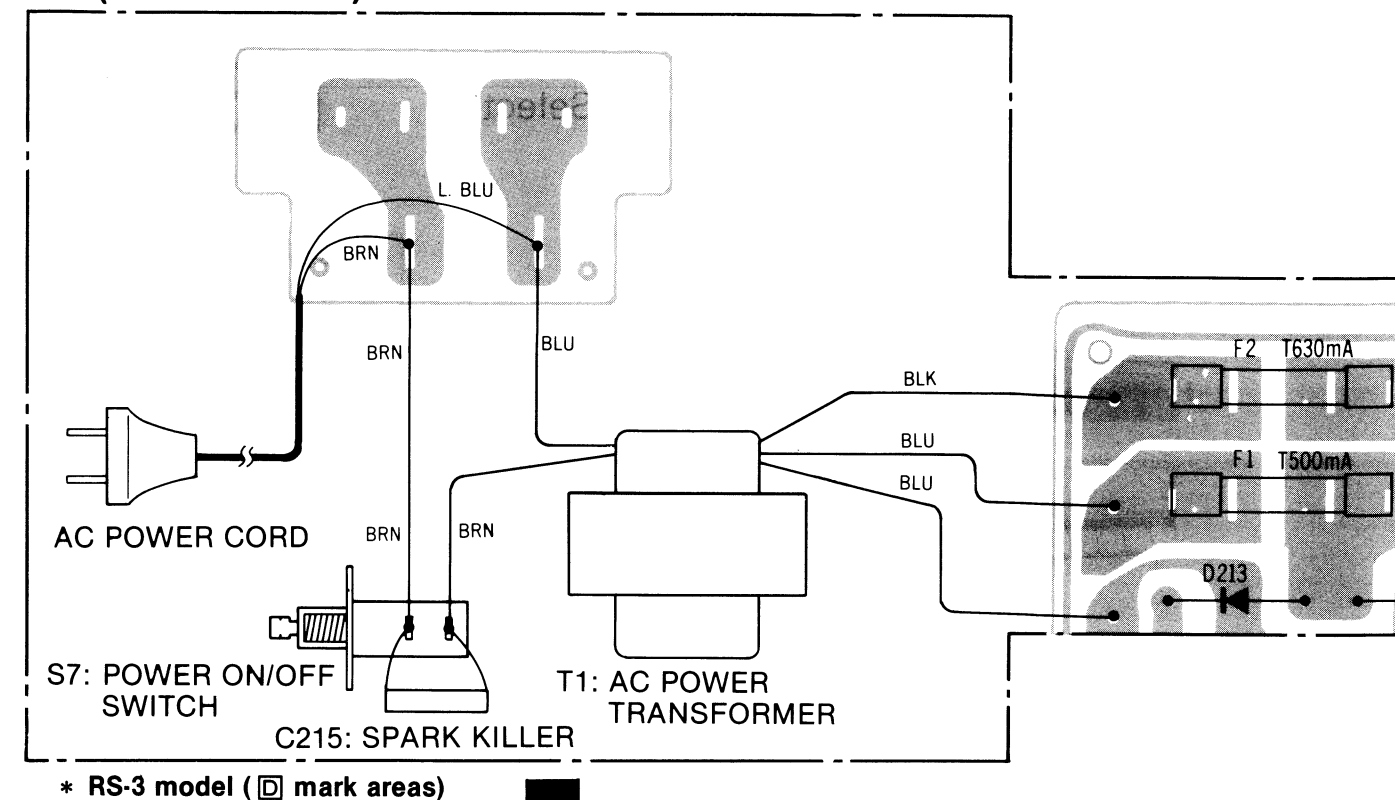 Select
L. BLU
BRN
BRN
BLU
BLK
F2 T630mA
BLU
F1 T500mA
BLU
AC POWER CORD
BRN
BRN
D213
S7: POWER ON/OFF
SWITCH
T1: AC POWER
TRANSFORMER
C215: SPARK KILLER
* RS-3 model ( D mark areas)